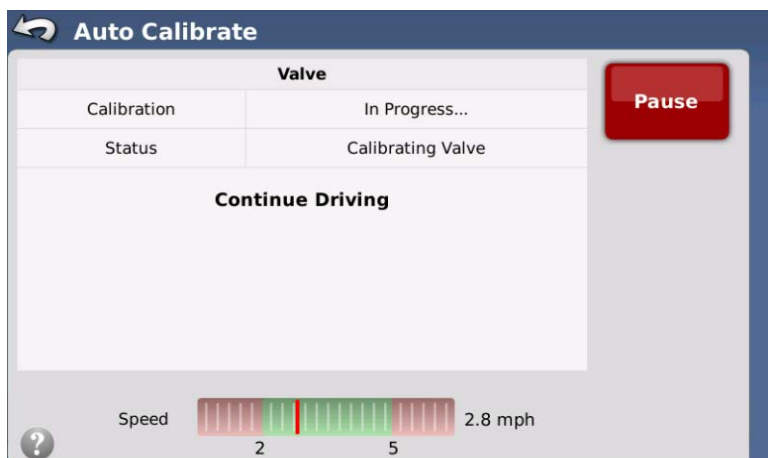 Auto Calibrate
Valve
Calibration In Progress...
Pause
Status Calibrating Valve
Continue Driving
Speed 2.8 mph
?
2 5